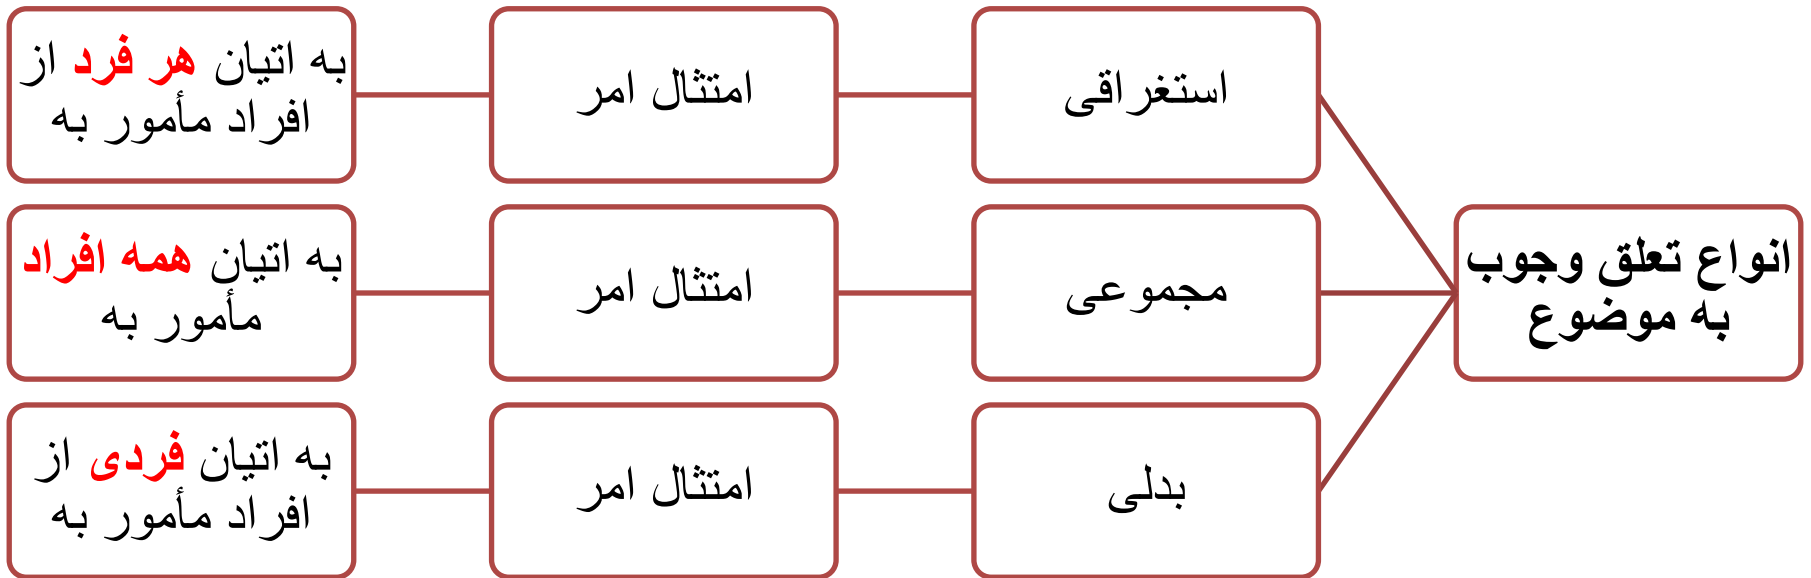 انواع تعلق وجوب
به موضوع
استغراقی
امتثال امر
به اتیان هر فرد از
افراد مأمور به
مجموعی
امتثال امر
به اتیان همه افراد
مأمور به
بدلی
امتثال امر
به اتیان فردی از
افراد مأمور به